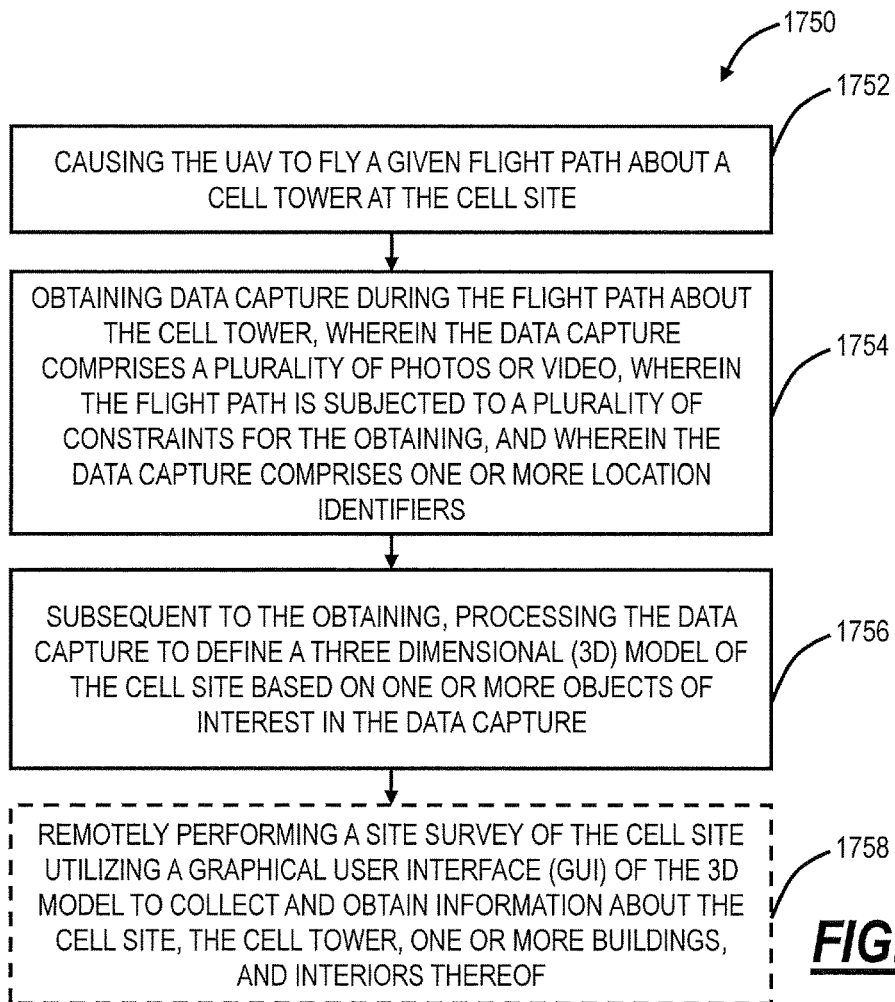 1750
1752
CAUSING THE UAV TO FLY A GIVEN FLIGHT PATH ABOUT A
CELL TOWER AT THE CELL SITE
OBTAINING DATA CAPTURE DURING THE FLIGHT PATH ABOUT
THE CELL TOWER, WHEREIN THE DATA CAPTURE
COMPRISES A PLURALITY OF PHOTOS OR VIDEO, WHEREIN
THE FLIGHT PATH IS SUBJECTED TO A PLURALITY OF
CONSTRAINTS FOR THE OBTAINING, AND WHEREIN THE
DATA CAPTURE COMPRISES ONE OR MORE LOCATION
IDENTIFIERS
1754
SUBSEQUENT TO THE OBTAINING, PROCESSING THE DATA
CAPTURE TO DEFINE A THREE DIMENSIONAL (3D) MODEL OF
THE CELL SITE BASED ON ONE OR MORE OBJECTS OF
INTEREST IN THE DATA CAPTURE
1756
REMOTELY PERFORMING A SITE SURVEY OF THE CELL SITE
UTILIZING A GRAPHICAL USER INTERFACE (GUI) OF THE 3D
MODEL TO COLLECT AND OBTAIN INFORMATION ABOUT THE
CELL SITE, THE CELL TOWER, ONE OR MORE BUILDINGS,
AND INTERIORS THEREOF
1758
FIG.